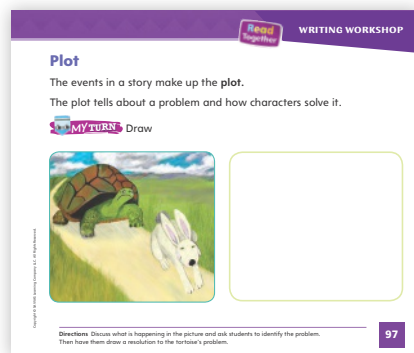 Read
Together
WRITING WORKSHOP
Plot
The events in a story make up the plot.
The plot tells about a problem and how characters solve it.
MY TURN Draw
Directions Discuss what is happening in the picture and ask students to identify the problem.
Then have them draw a resolution to the tortoise's problem.
97